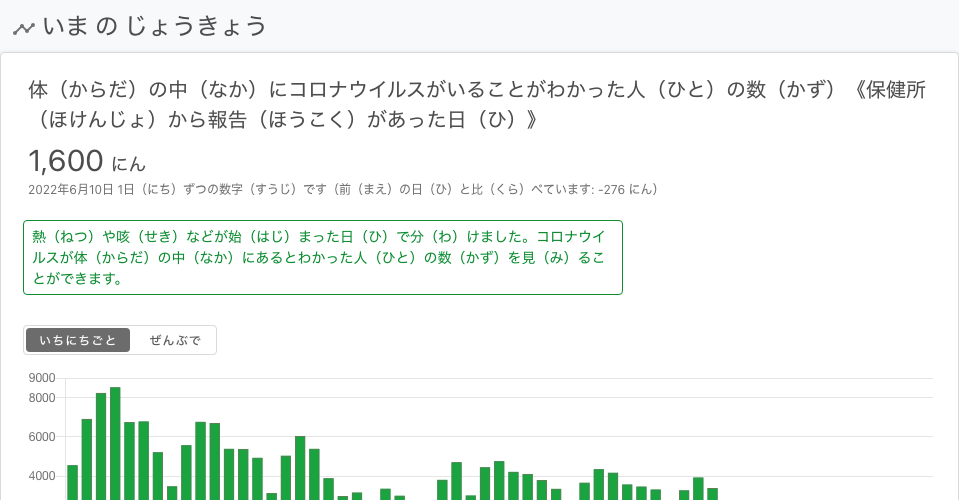 いま の じょうきょう
体（からだ）の中（なか）にコロナウイルスがいることがわかった人（ひと）の数（かず）《保健所
（ほけんじょ）から報告（ほうこく）があった日（ひ）》
1,600 にん
2022年6月10日 1日（にち）ずつの数字（すうじ）です（前（まえ）の日（ひ）と比（くら）べています: -276 にん）
熱（ねつ）や咳（せき）などが始（はじ）まった日（ひ）で分（わ）けました。コロナウイ
ルスが体（からだ）の中（なか）にあるとわかった人（ひと）の数（かず）を見（み）るこ
とができます。
いちにちごと ぜんぶで
9000
8000
6000
4000